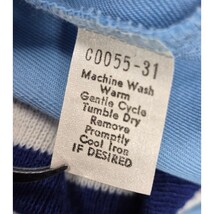 C0055-31
Machine Wash
Warm
Gentle Cycle
Tumble Dry
Remove
Promptly
Cool Iron
IF DESIRED